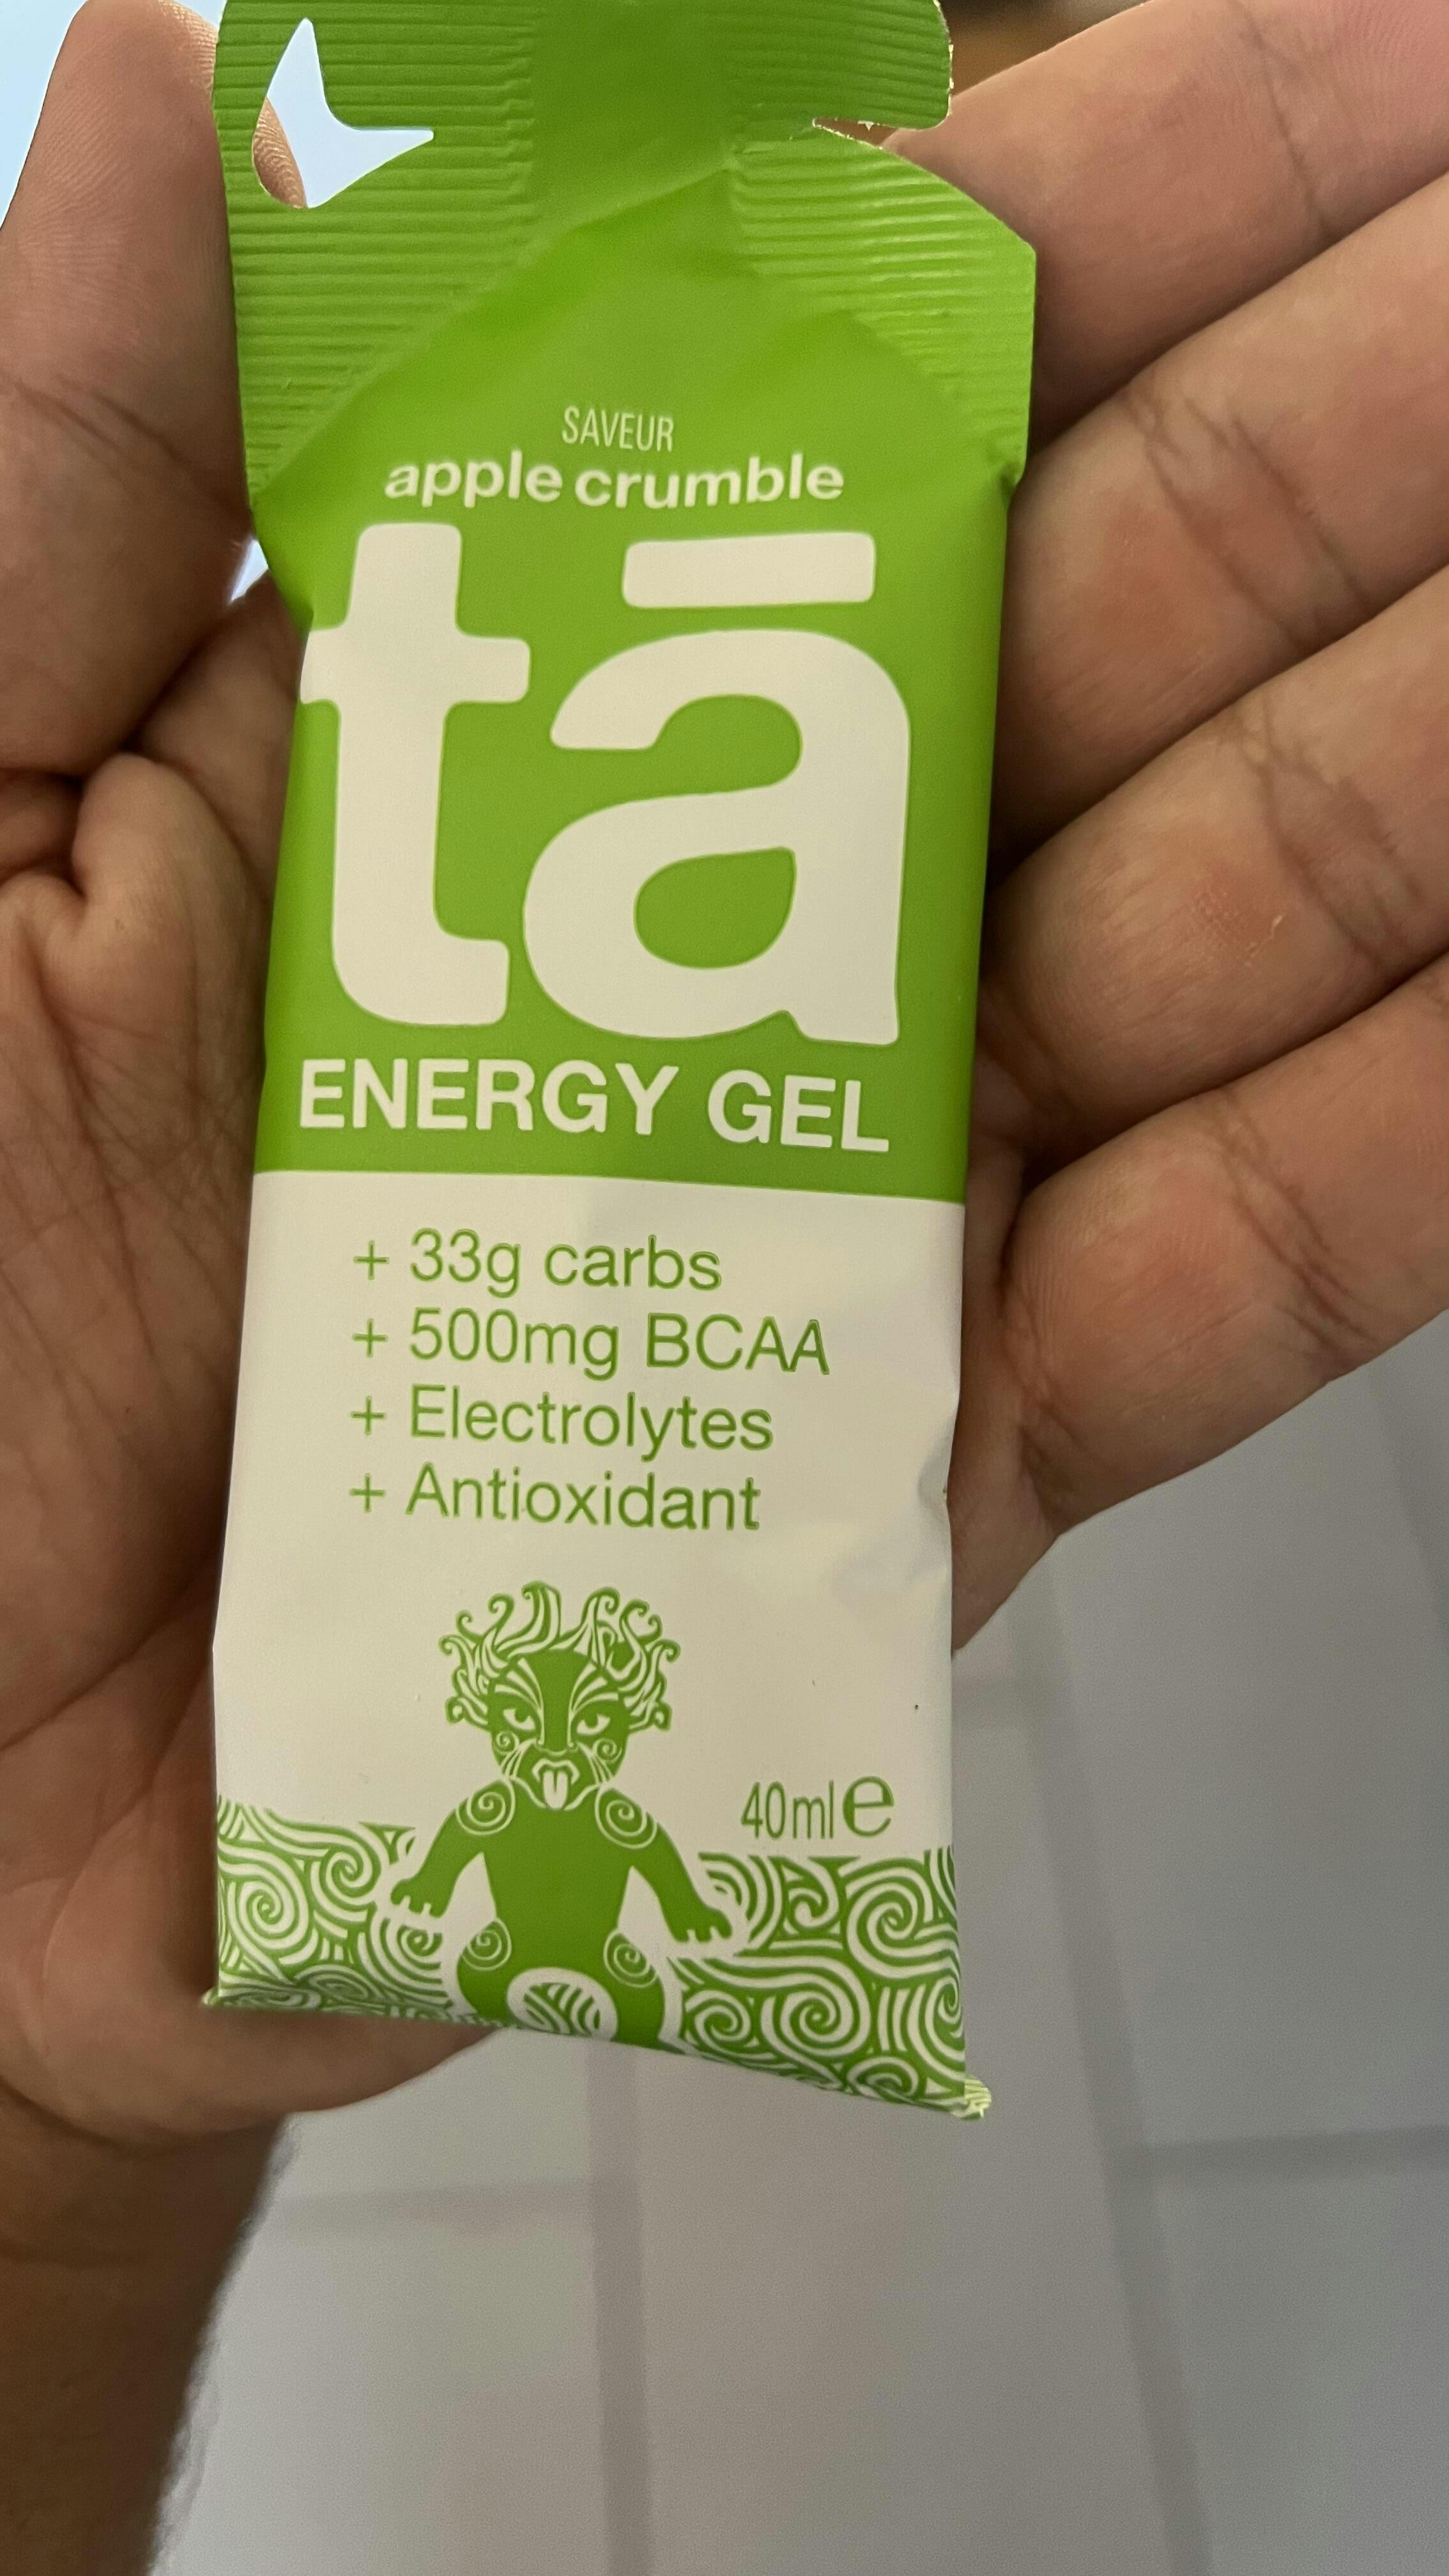 SAVEUR
apple crumble
tā
ENERGY GEL
+ 33g carbs
+ 500mg BCAA
+ Electrolytes
+ Antioxidant
40ml e